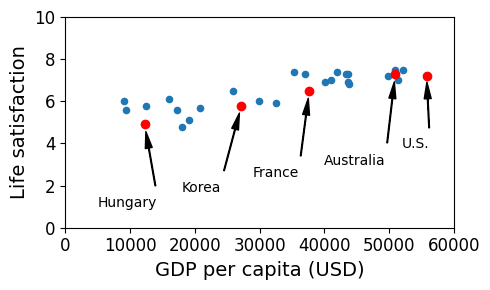 10
8
6
4
2
0
Life satisfaction
Hungary
Korea
France
Australia
U.S.
0 10000 20000 30000 40000 50000 60000
GDP per capita (USD)